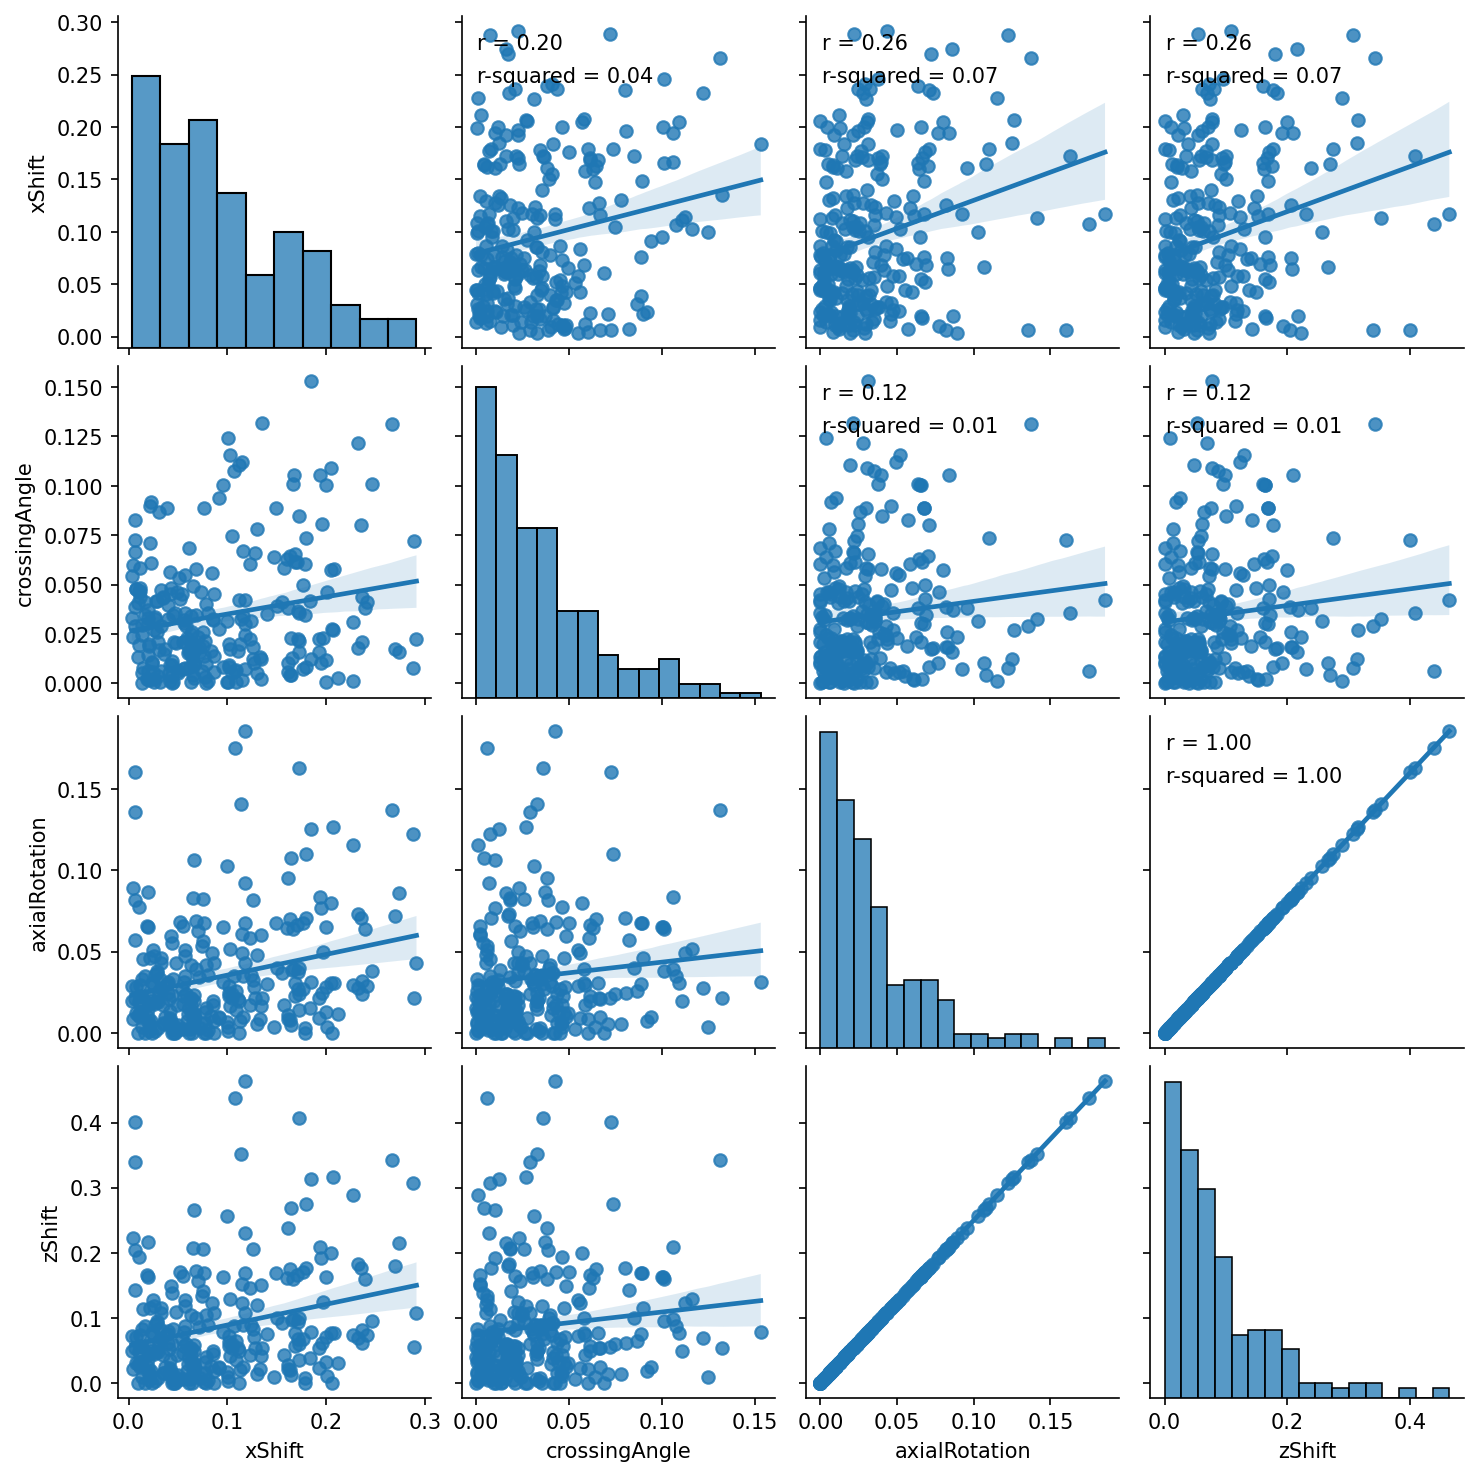 0.30
0.25
0.20
0.15
0.10
0.05
0.00
xShift
r = 0.20
r-squared = 0.04
r = 0.26
r-squared = 0.07
r = 0.26
r-squared = 0.07
0.150
0.125
0.100
0.075
0.050
0.025
0.000
crossingAngle
r = 0.12
r-squared = 0.01
r = 0.12
r-squared = 0.01
0.15
0.10
0.05
0.00
axialRotation
r = 1.00
r-squared = 1.00
0.4
0.3
0.2
0.1
0.0
zShift
0.0 0.1 0.2 0.3
xShift
0.00 0.05 0.10 0.15
crossingAngle
0.00 0.05 0.10 0.15
axialRotation
0.0 0.2 0.4
zShift